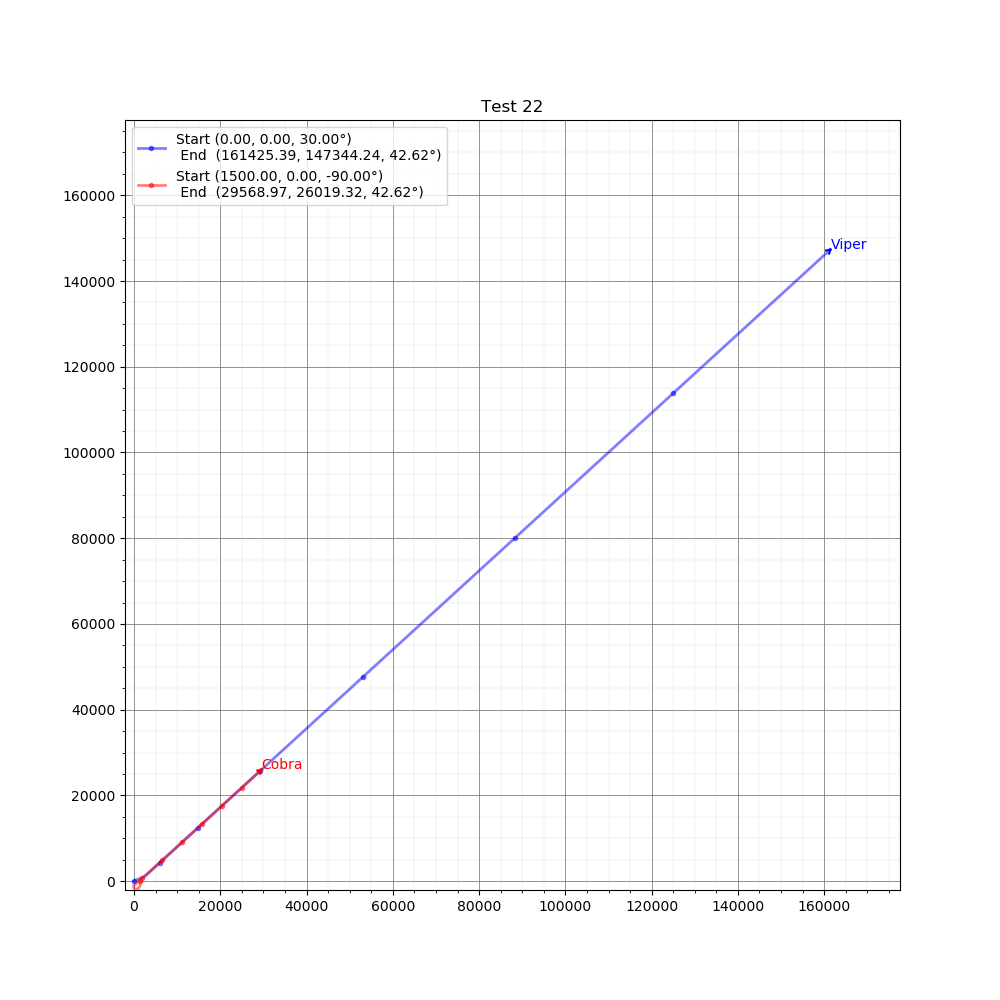 Test 22
Start (0.00, 0.00, 30.00°)
End (161425.39, 147344.24, 42.62°)
Start (1500.00, 0.00, -90.00°)
End (29568.97, 26019.32, 42.62°)
160000
140000
120000
100000
80000
60000
40000
20000
0
Viper
Cobra
0 20000 40000 60000 80000 100000 120000 140000 160000